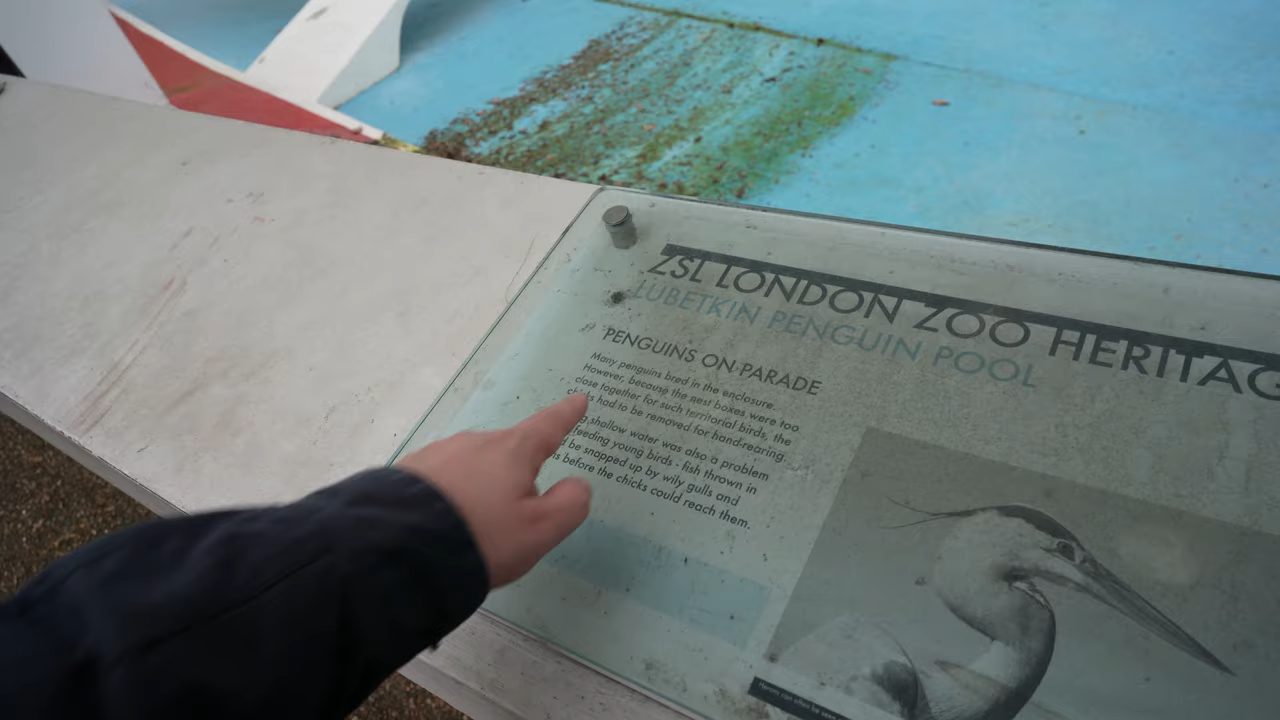 ZSL LONDON ZOO HERITAG
LUBETKIN PENGUIN POOL
PENGUINS ON PARADE
Many penguins bred in the enclosure.
However, because the nest boxes were too
close together for such territorial birds, the
chicks had to be removed for hand-rearing.
shallow water was also a problem
feeding young birds - fish thrown in
be snapped up by wily gulls and
before the chicks could reach them.